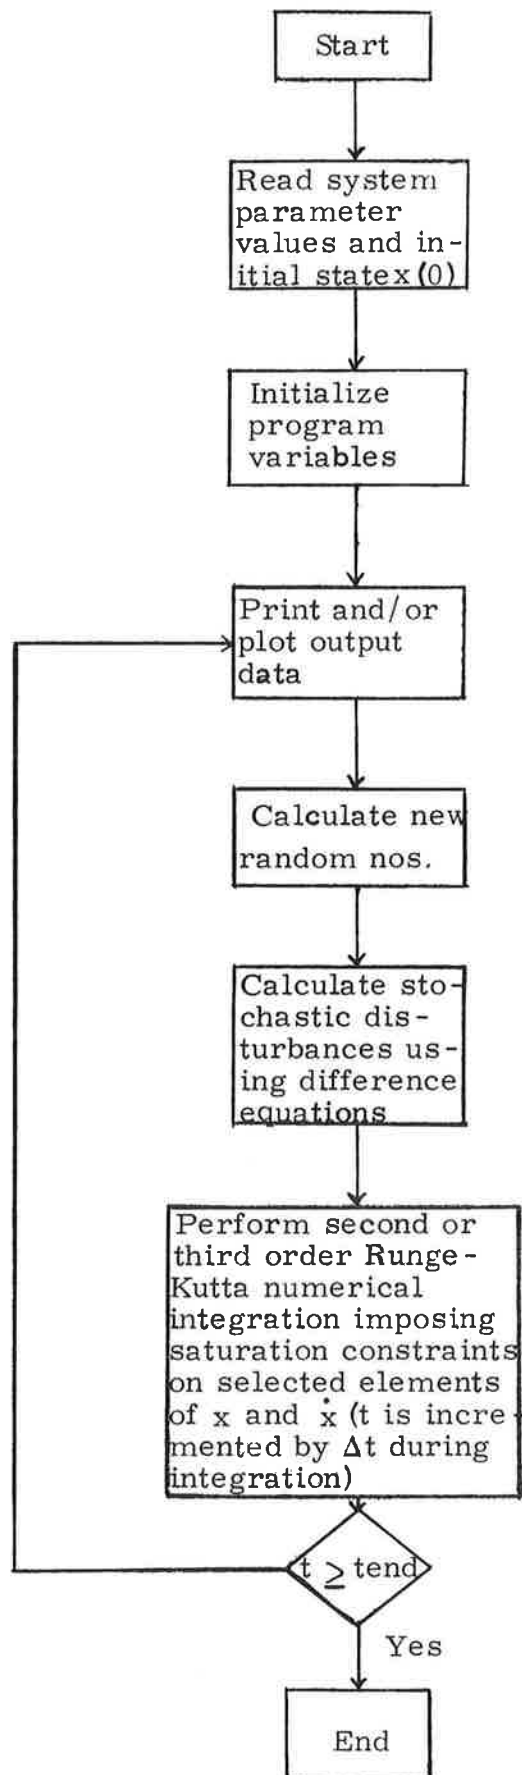 Start
Read system
parameter
values and in-
itial state x (0)
Initialize
program
variables
Print and/or
plot output
data
Calculate new
random nos.
Calculate sto-
chastic dis-
turbances us-
ing difference
equations
Perform second or
third order Runge-
Kutta numerical
integration imposing
saturation constraints
on selected elements
of x and ẋ (t is incre-
mented by Δt during
integration)
t ≥ tend
Yes
End